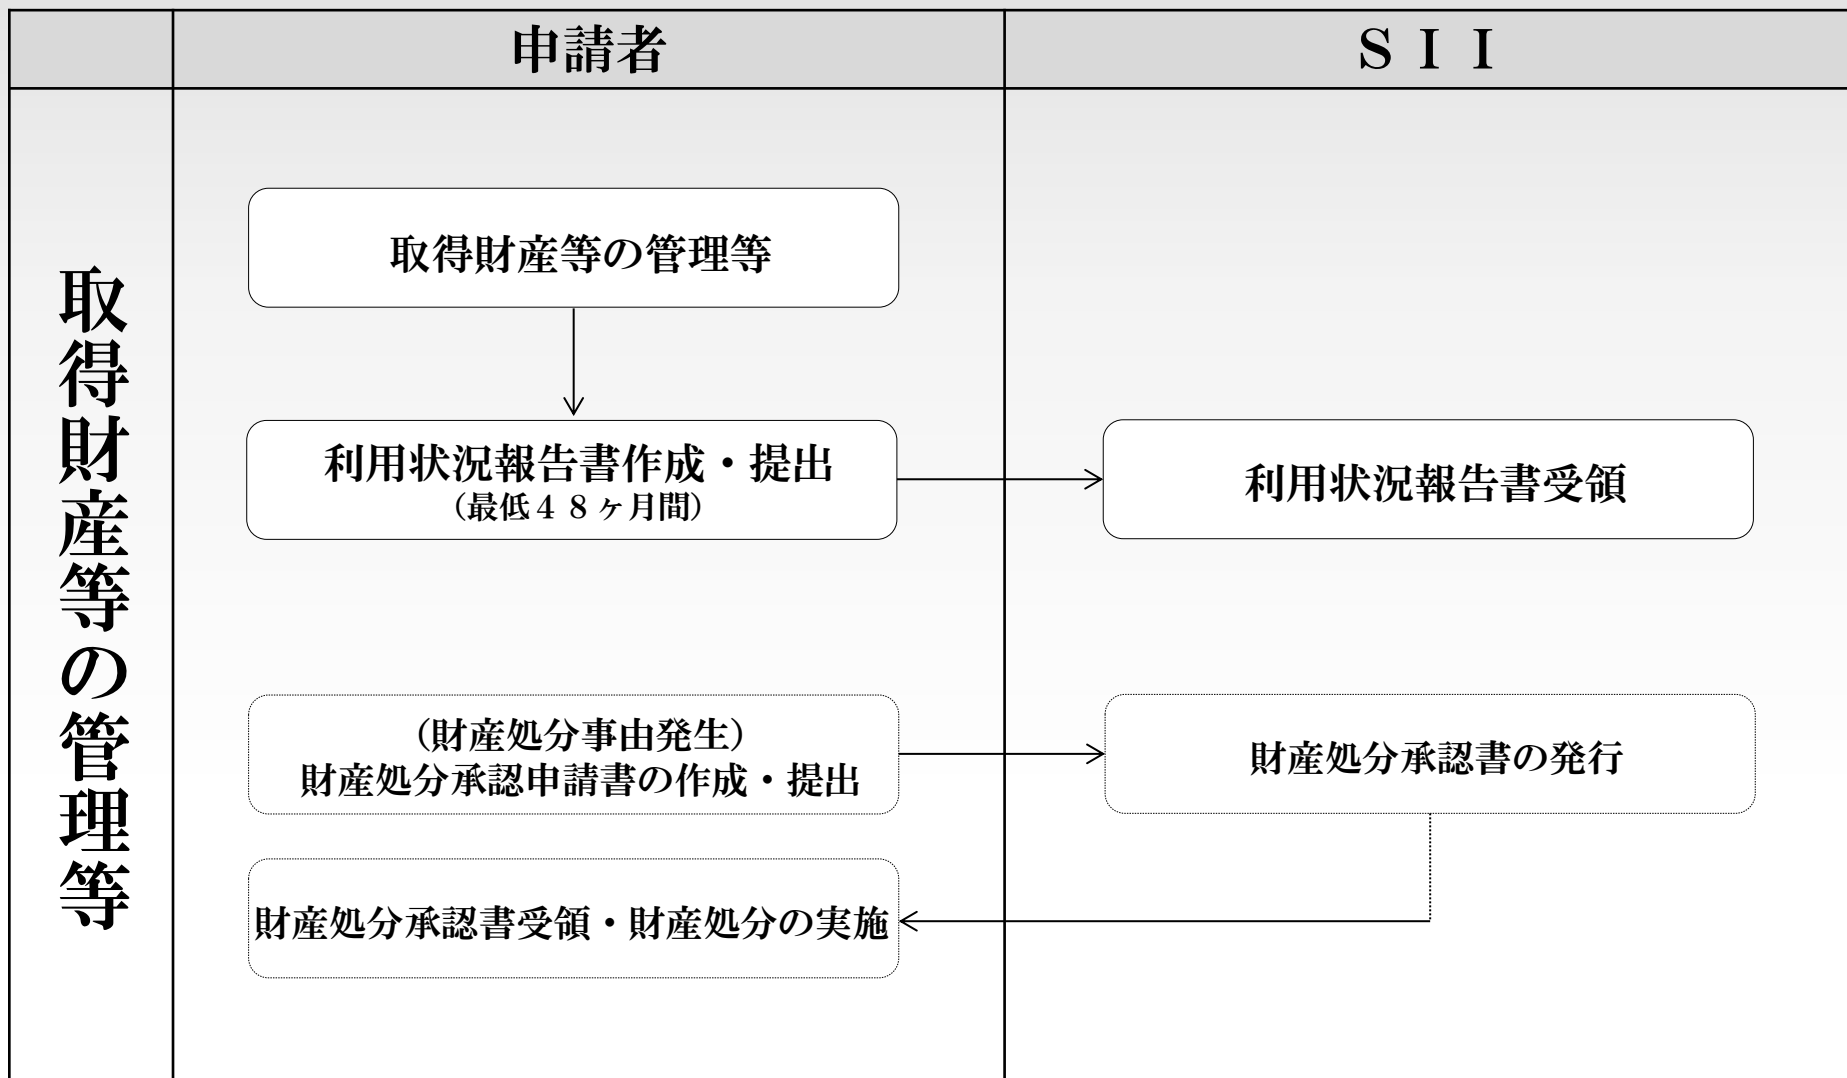 申請者
ＳＩＩ
取得財産等の管理等
取得財産等の管理等
利用状況報告書作成・提出
（最低４８ヶ月間）
利用状況報告書受領
（財産処分事由発生）
財産処分承認申請書の作成・提出
財産処分承認書の発行
財産処分承認書受領・財産処分の実施